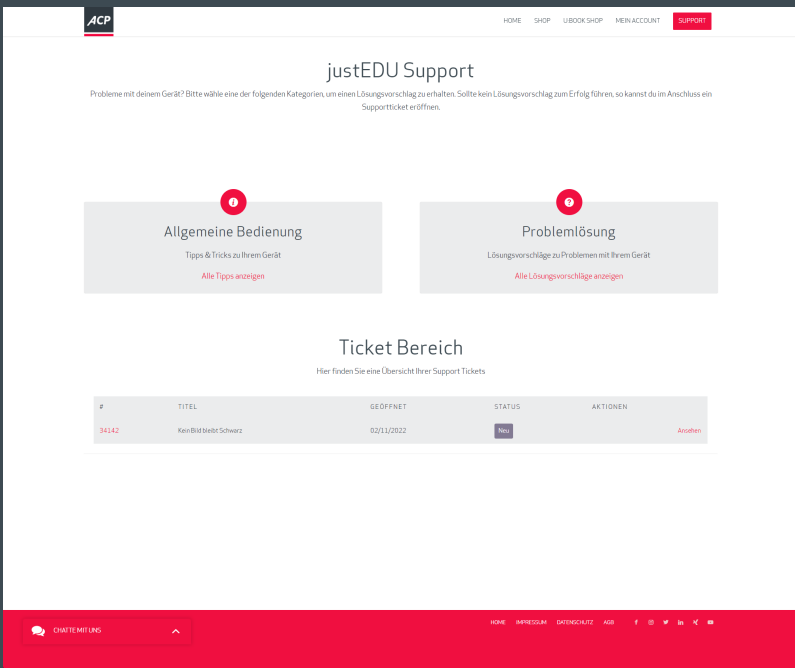 ACP
HOME SHOP U:BOOK SHOP MEIN ACCOUNT SUPPORT
justEDU Support
Probleme mit deinem Gerät? Bitte wähle eine der folgenden Kategorien, um einen Lösungsvorschlag zu erhalten. Sollte kein Lösungsvorschlag zum Erfolg führen, so kannst du im Anschluss ein
Supportticket eröffnen.
Allgemeine Bedienung
Tipps & Tricks zu Ihrem Gerät
Alle Tipps anzeigen
Problemlösung
Lösungsvorschläge zu Problemen mit Ihrem Gerät
Alle Lösungsvorschläge anzeigen
Ticket Bereich
Hier finden Sie eine Übersicht Ihrer Support Tickets
# TITEL GEÖFFNET STATUS AKTIONEN
34142 Kein Bild bleibt Schwarz 02/11/2022 Neu Ansehen
HOME IMPRESSUM DATENSCHUTZ AGB
CHATTE MIT UNS